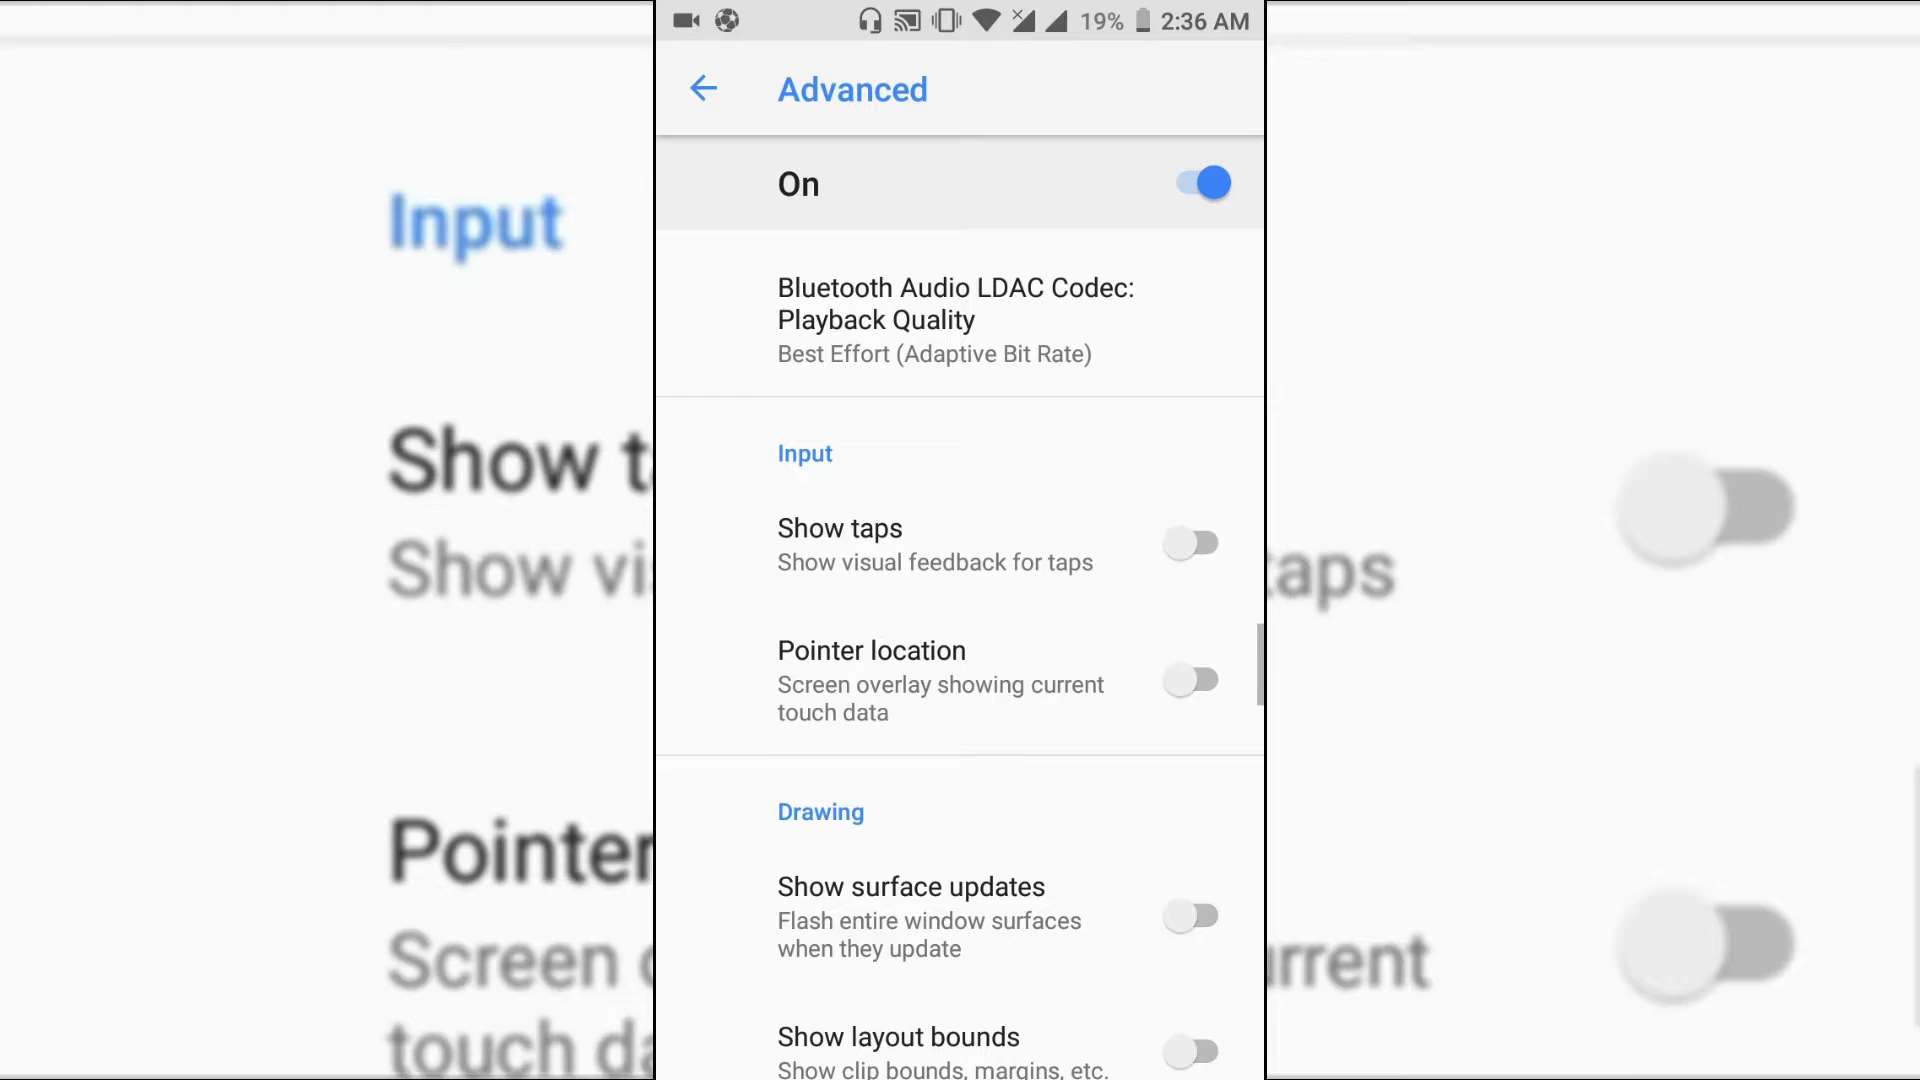 19% 2:36 AM
Advanced
On
Bluetooth Audio LDAC Codec:
Playback Quality
Best Effort (Adaptive Bit Rate)
Input
Show taps
Show visual feedback for taps
Pointer location
Screen overlay showing current
touch data
Drawing
Show surface updates
Flash entire window surfaces
when they update
Show layout bounds
Show clip bounds, margins, etc.
Input
Show t
Show vi
taps
Pointer
Screen
urrent
touch da